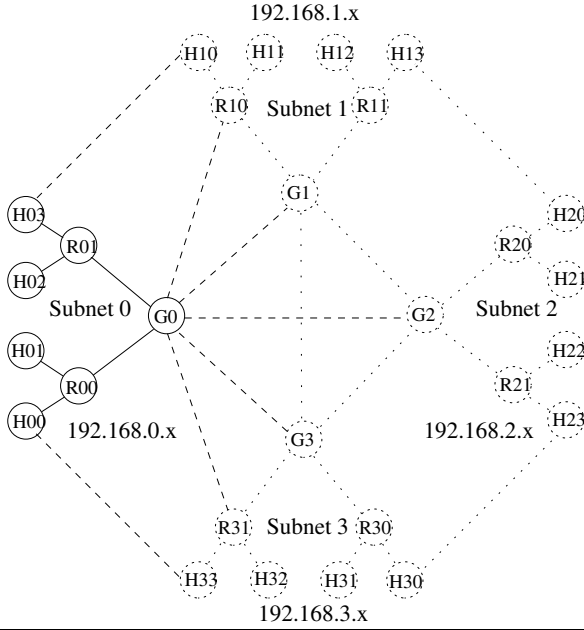 192.168.1.x
H10 H11 H12 H13
R10 Subnet 1 R11
G1
H03 H20
R01 R20
H02 H21
Subnet 0 G0 G2 Subnet 2
H01 H22
R00 R21
H00 192.168.0.x 192.168.2.x H23
G3
R31 Subnet 3 R30
H33 H32 H31 H30
192.168.3.x